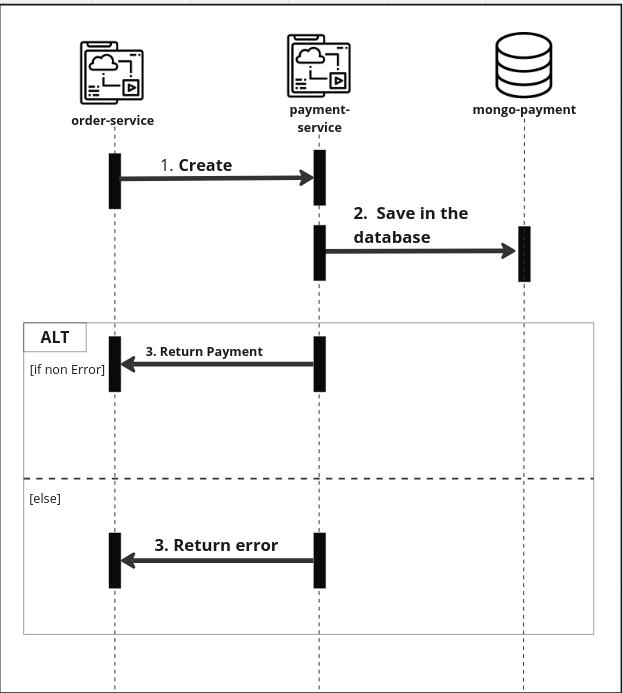 order-service
payment-
service
mongo-payment
1. Create
2. Save in the
database
ALT
[if non Error]
3. Return Payment
[else]
3. Return error